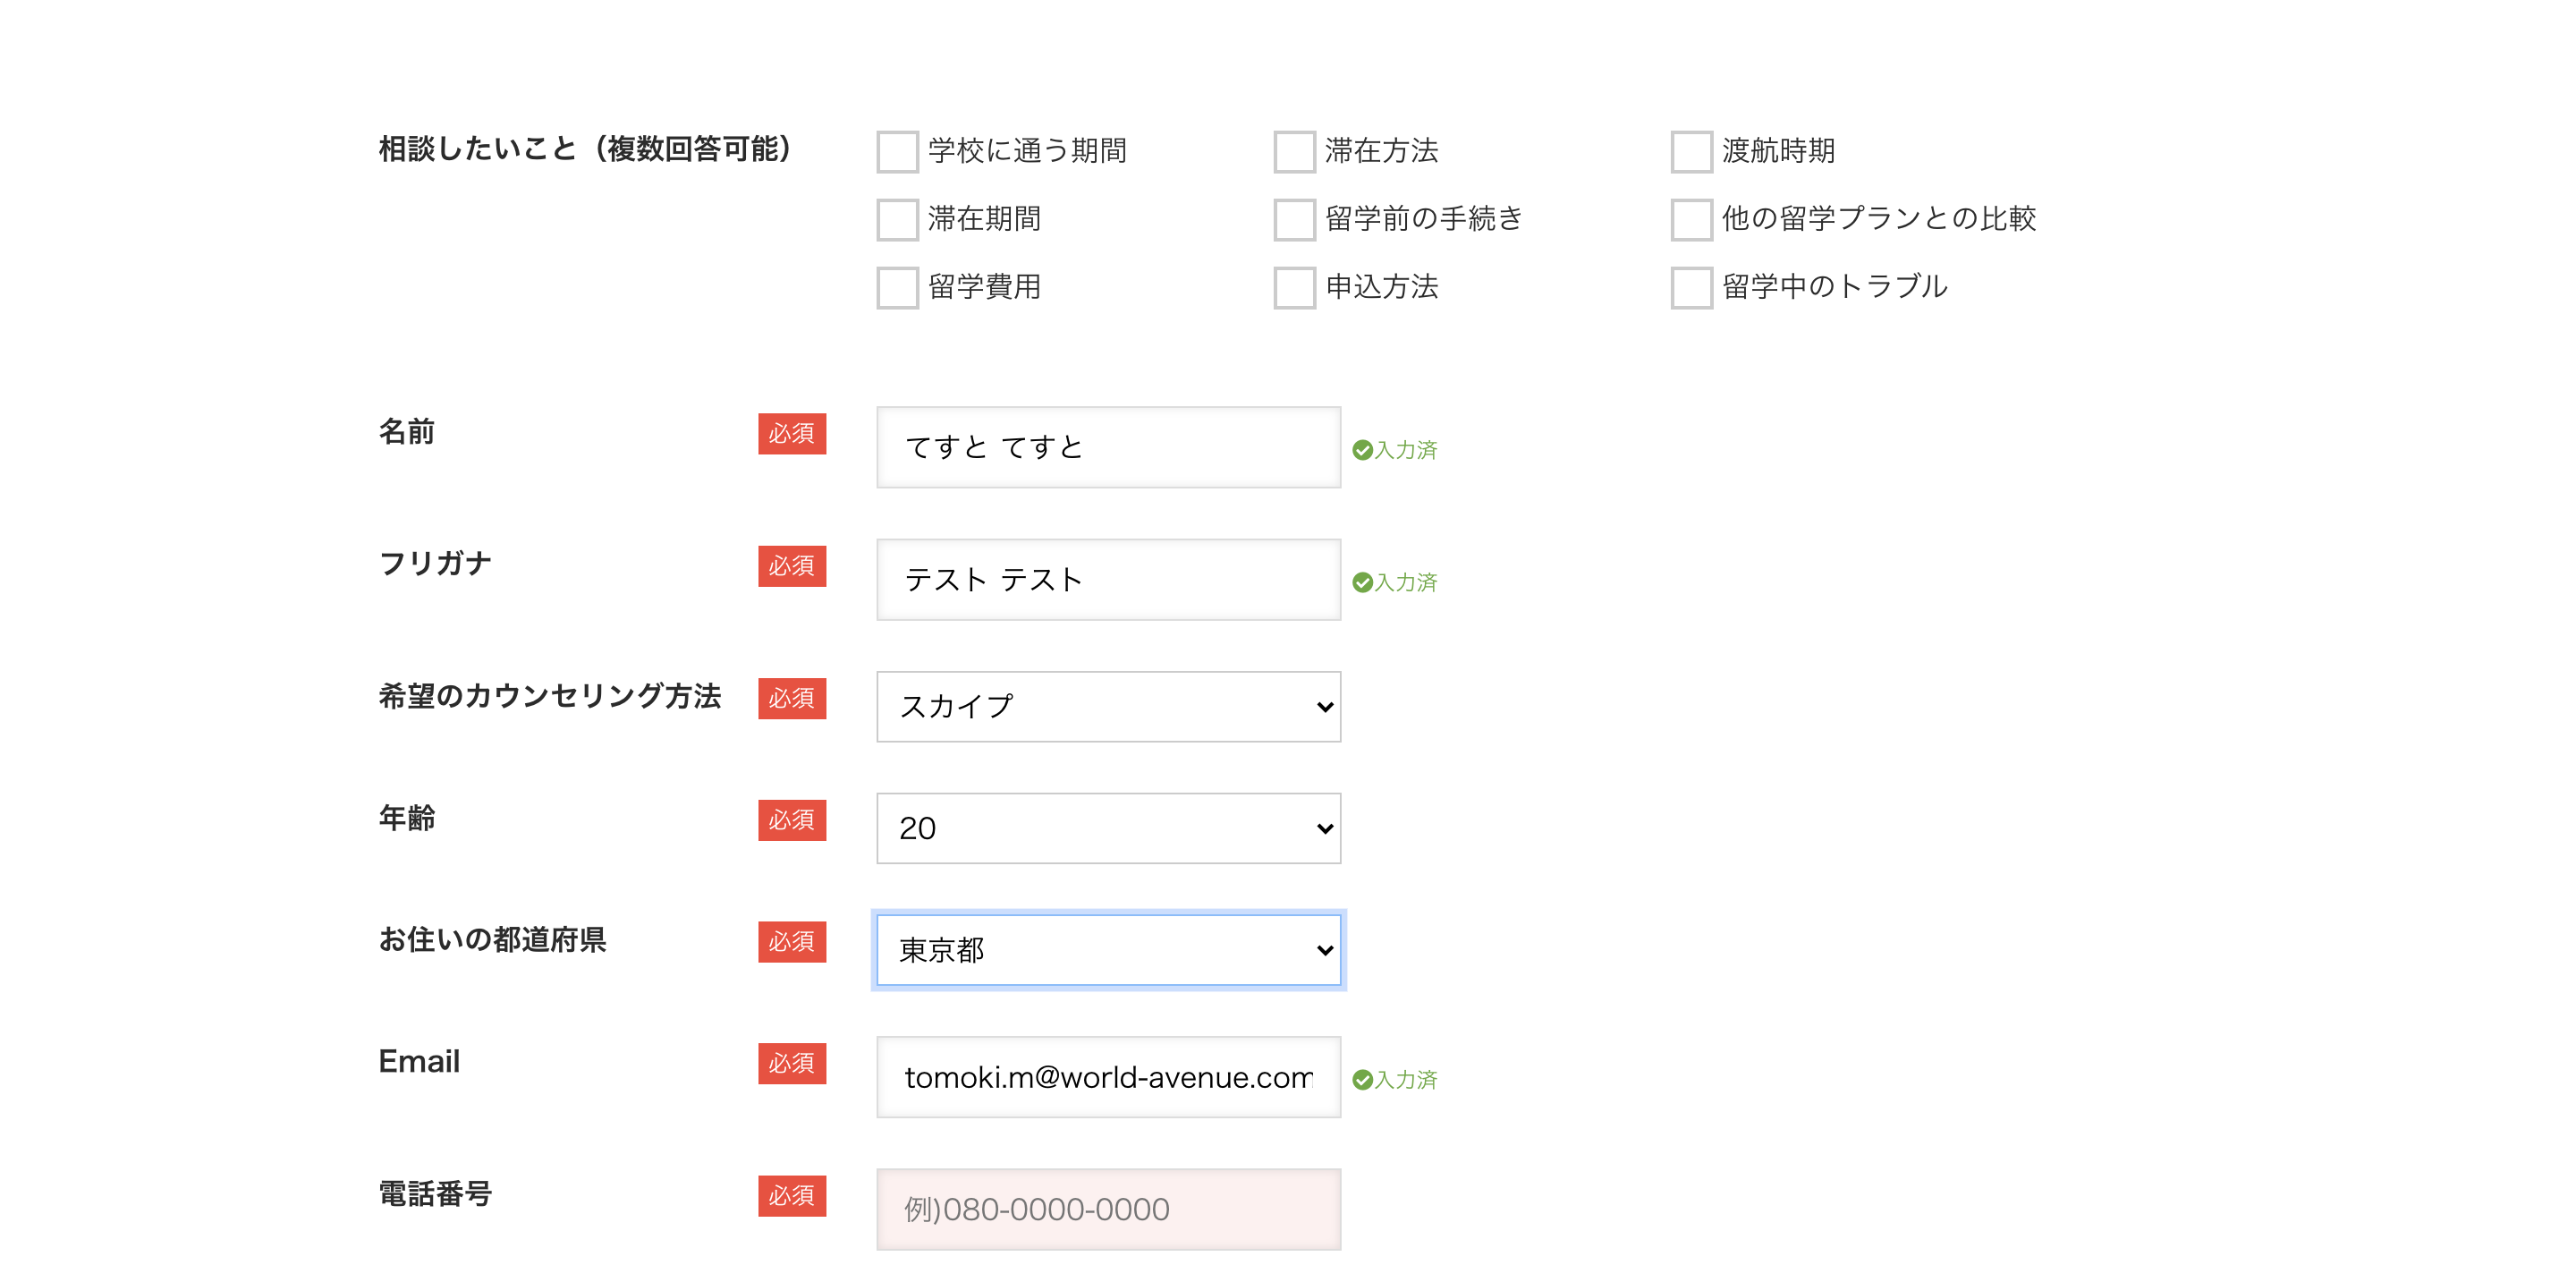 相談したいこと（複数回答可能） 学校に通う期間 滞在方法 渡航時期
滞在期間 留学前の手続き 他の留学プランとの比較
留学費用 申込方法 留学中のトラブル
名前 必須 てすと てすと 入力済
フリガナ 必須 テスト テスト 入力済
希望のカウンセリング方法 必須 スカイプ
年齢 必須 20
お住いの都道府県 必須 東京都
Email 必須 tomoki.m@world-avenue.com 入力済
電話番号 必須 例)080-0000-0000